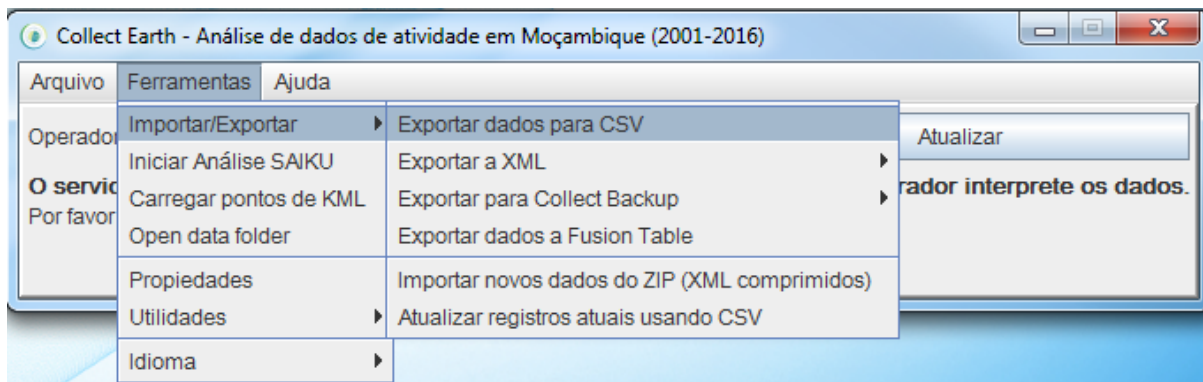 Collect Earth - Análise de dados de atividade em Moçambique (2001-2016)
Arquivo Ferramentas Ajuda
Importar/Exportar Exportar dados para CSV
Atualizar
Iniciar Análise SAIKU Exportar a XML
O
os dados.
interprete
Carregar pontos de KML Exportar para Collect Backup
Por favor
Open data folder Exportar dados a Fusion Table
Propiedades Importar novos dados do ZIP (XML comprimidos)
Utilidades Atualizar registros atuais usando CSV
Idioma